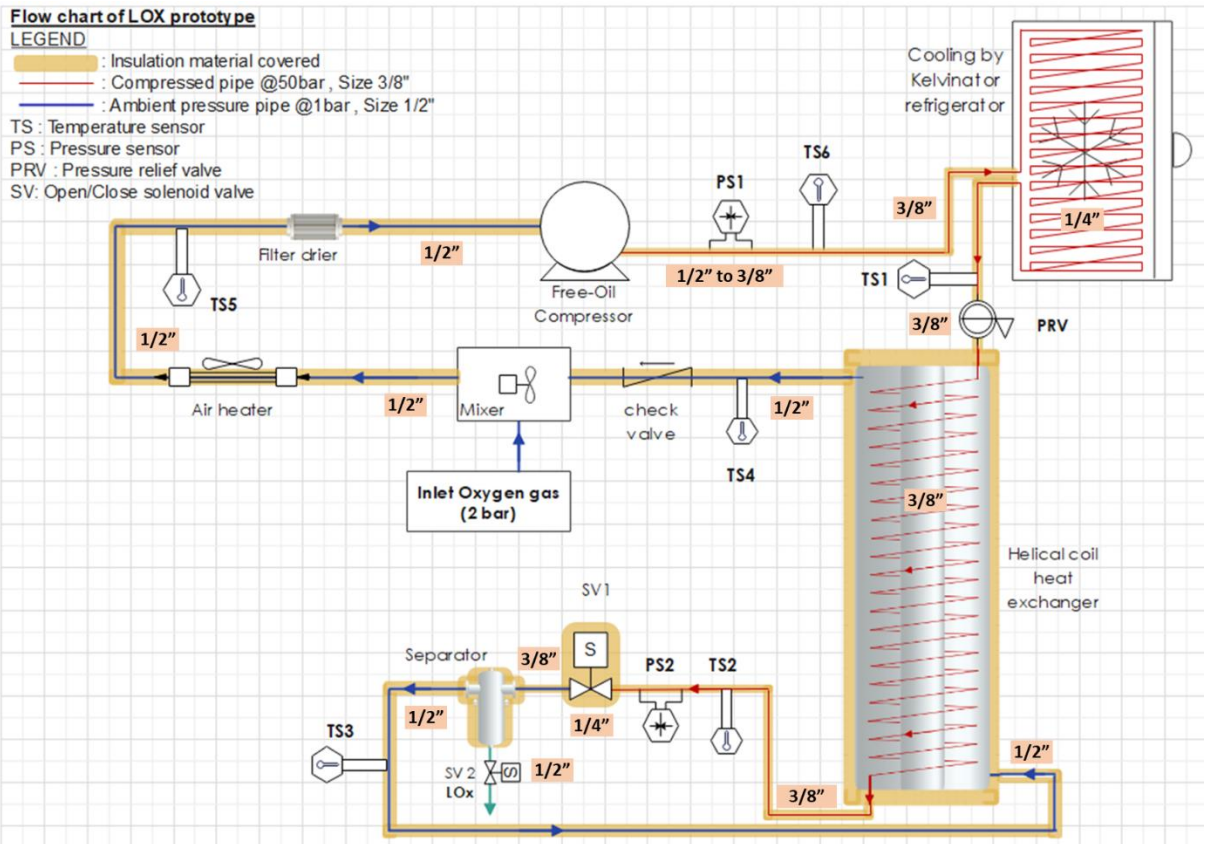 Flow chart of LOX prototype
LEGEND
: Insulation material covered
: Compressed pipe @50bar , Size 3/8"
: Ambient pressure pipe @1bar , Size 1/2"
TS : Temperature sensor
PS : Pressure sensor
PRV : Pressure relief valve
SV: Open/Close solenoid valve
Cooling by
Kelvinator
refrigerator
TS6
PS1
3/8”
1/4”
Filter drier
1/2”
1/2” to 3/8”
TS1
TS5
Free-Oil
Compressor
3/8”
PRV
1/2”
Air heater
1/2”
Mixer
check
valve
1/2”
TS4
Inlet Oxygen gas
(2 bar)
3/8”
Helical coil
heat
exchanger
SV1
S
Separator
3/8”
PS2
TS2
1/2”
1/4”
TS3
SV 2
LOx
S
1/2”
1/2”
3/8”